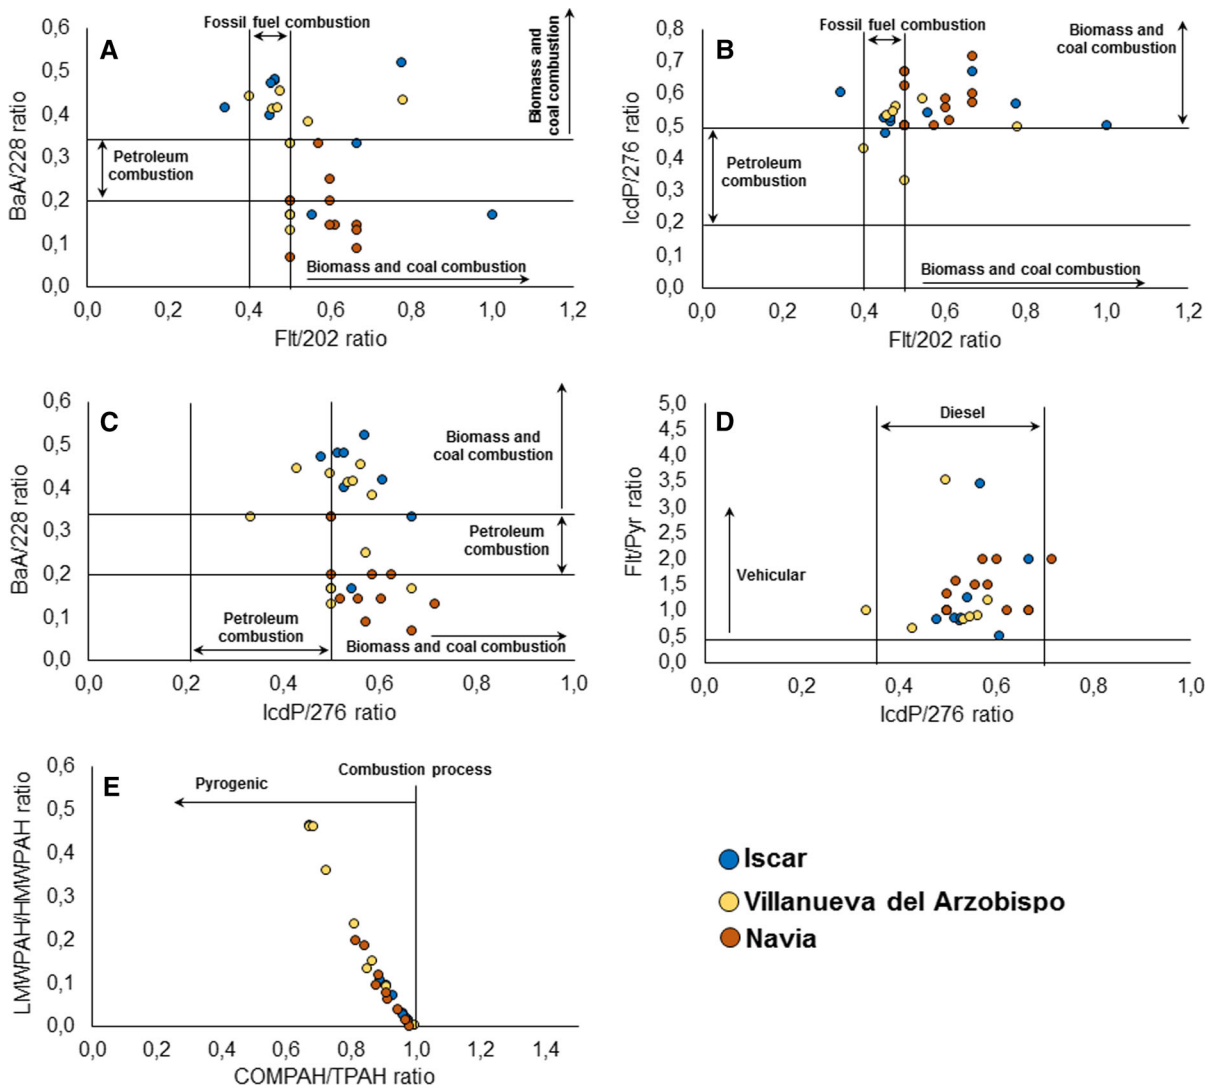 A
Fossil fuel combustion
Biomass and
coal combustion
Petroleum
combustion
Biomass and coal combustion
BaA/228 ratio
0,6
0,5
0,4
0,3
0,2
0,1
0,0
0,0 0,2 0,4 0,6 0,8 1,0 1,2
Flt/202 ratio
B
Fossil fuel combustion
Biomass and
coal combustion
Petroleum
combustion
Biomass and coal combustion
IcdP/276 ratio
0,8
0,7
0,6
0,5
0,4
0,3
0,2
0,1
0,0
0,0 0,2 0,4 0,6 0,8 1,0 1,2
Flt/202 ratio
C
Biomass and
coal combustion
Petroleum
combustion
Petroleum
combustion
Biomass and coal combustion
BaA/228 ratio
0,6
0,5
0,4
0,3
0,2
0,1
0,0
0,0 0,2 0,4 0,6 0,8 1,0
IcdP/276 ratio
D
Diesel
Vehicular
Flt/Pyr ratio
5,0
4,5
4,0
3,5
3,0
2,5
2,0
1,5
1,0
0,5
0,0
0,0 0,2 0,4 0,6 0,8 1,0
IcdP/276 ratio
E
Pyrogenic
Combustion process
LMWPAH/HMWPAH ratio
0,6
0,5
0,4
0,3
0,2
0,1
0,0
0,0 0,2 0,4 0,6 0,8 1,0 1,2 1,4
COMPAH/TPAH ratio
Iscar
Villanueva del Arzobispo
Navia